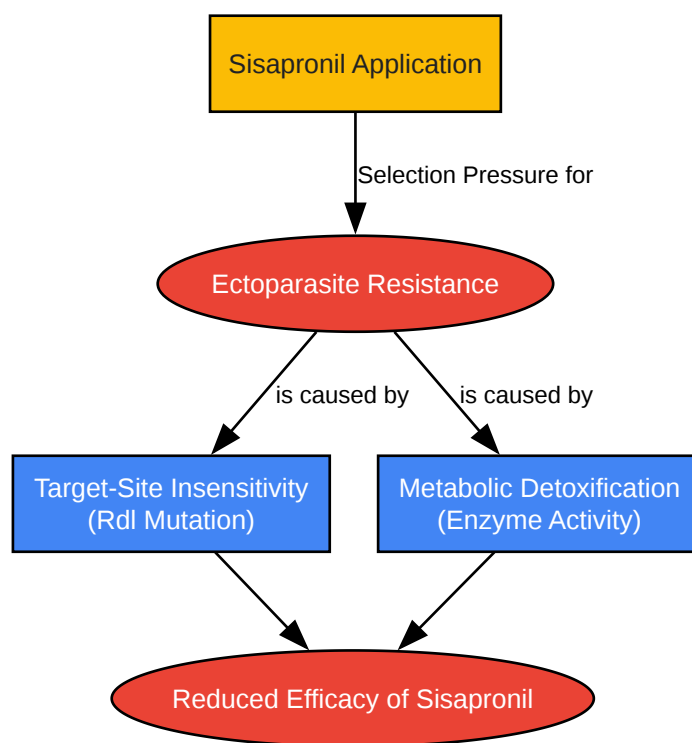 Sisapronil Application
Selection Pressure for
Ectoparasite Resistance
is caused by
is caused by
Target-Site Insensitivity
(Rdl Mutation)
Metabolic Detoxification
(Enzyme Activity)
Reduced Efficacy of Sisapronil